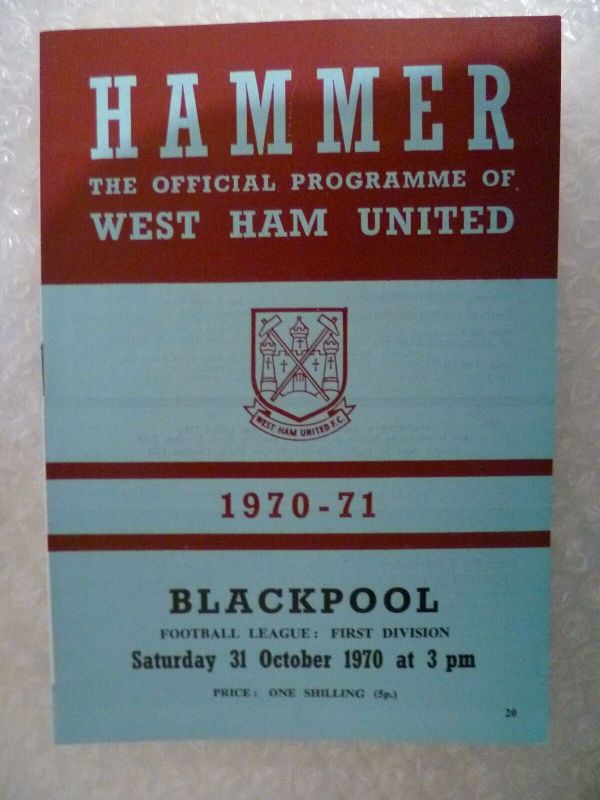 HAMMER
THE OFFICIAL PROGRAMME OF
WEST HAM UNITED
WEST HAM UNITED F.C.
1970-71
BLACKPOOL
FOOTBALL LEAGUE: FIRST DIVISION
Saturday 31 October 1970 at 3 pm
PRICE: ONE SHILLING (5p.)
20